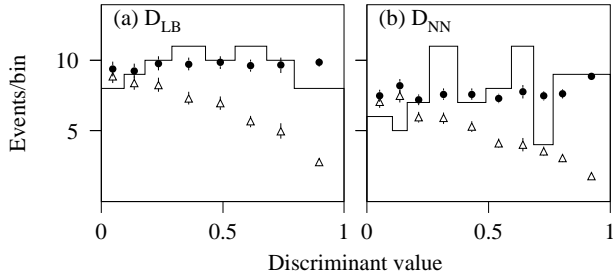 (a) D_LB
(b) D_NN
Events/bin
10
5
0
0.5
1
0
0.5
1
Discriminant value